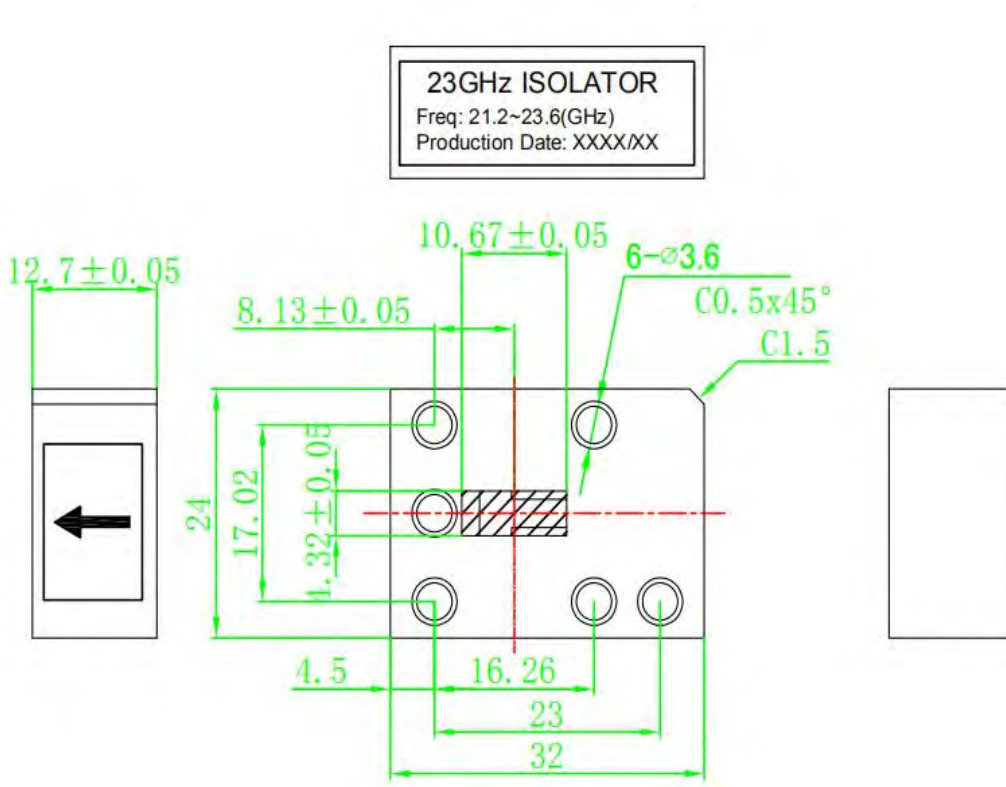 23GHz ISOLATOR
Freq: 21.2~23.6(GHz)
Production Date: XXXX/XX
10.67±0.05
6-⌀3.6
12.7±0.05
C0.5x45°
8.13±0.05
C1.5
24
17.02
4.32±0.05
4.5
16.26
23
32